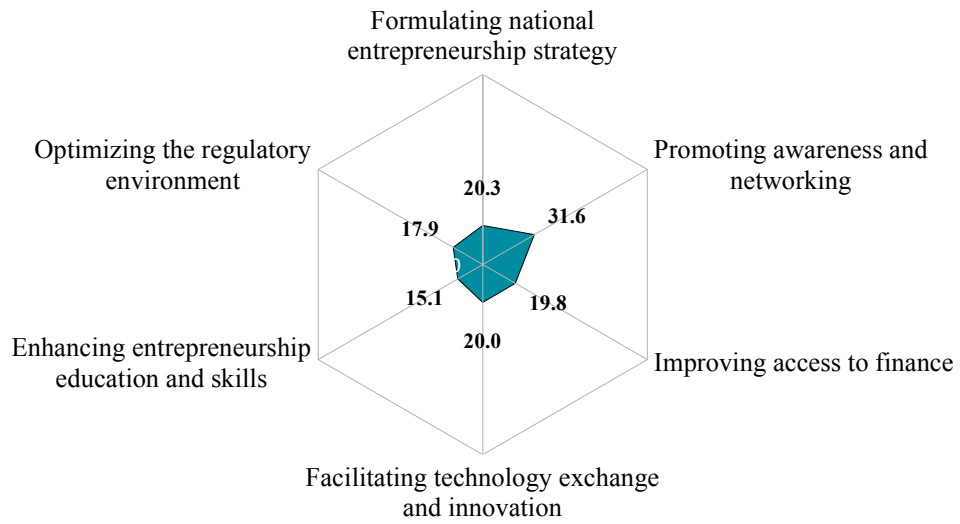 Formulating national
entrepreneurship strategy
Promoting awareness and
networking
Improving access to finance
Facilitating technology exchange
and innovation
Enhancing entrepreneurship
education and skills
Optimizing the regulatory
environment
20.3
31.6
19.8
20.0
15.1
17.9
0